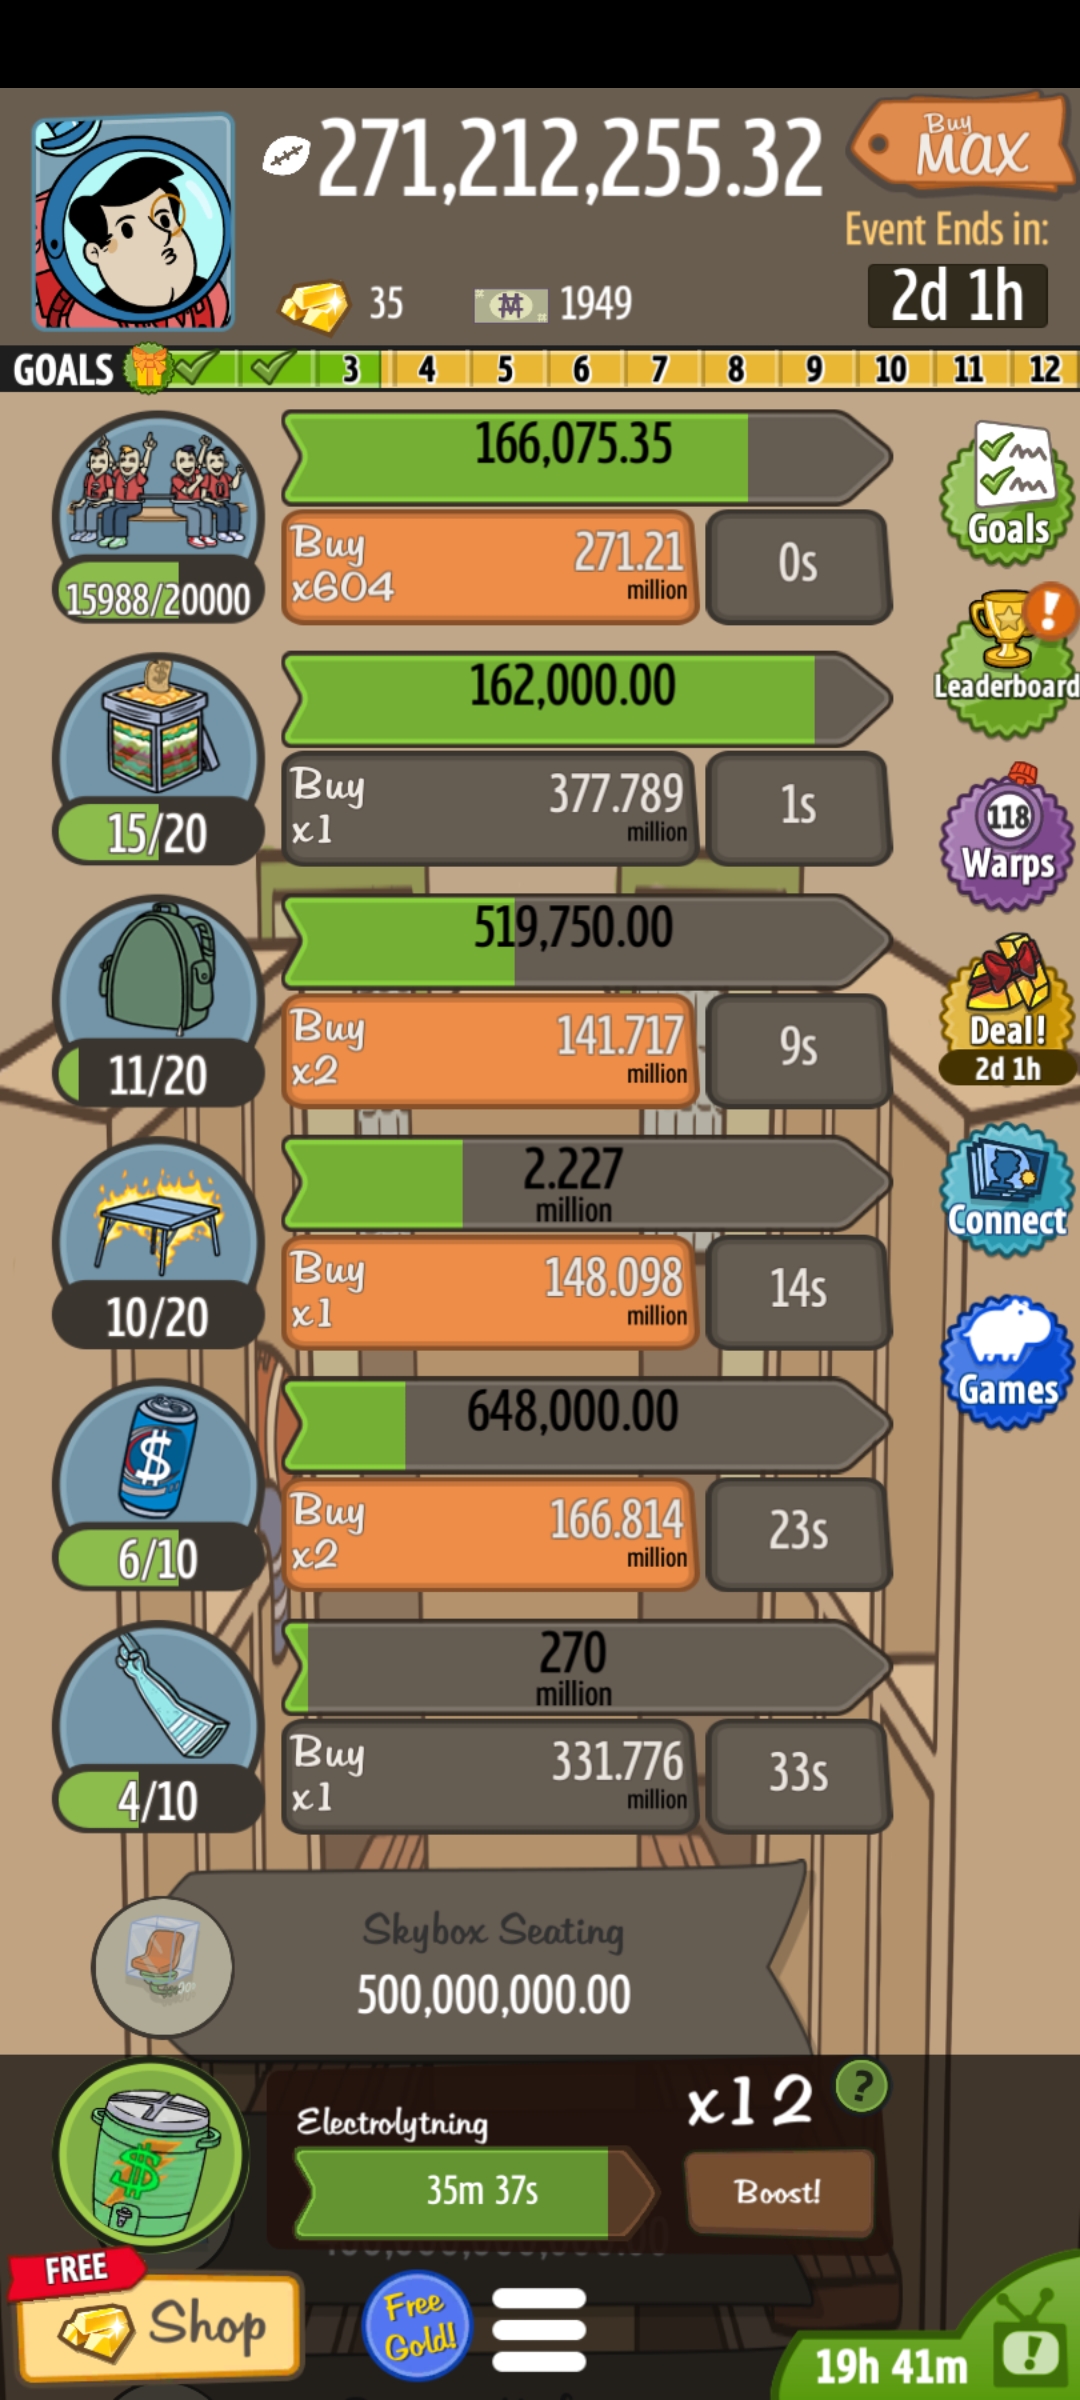 271,212,255.32
Buy
MAX
Event Ends in:
35
1949
2d 1h
GOALS
3 4 5 6 7 8 9 10 11 12
166,075.35
Buy
x604
271.21
million
0s
15988/20000
Goals
Leaderboard
162,000.00
Buy
x1
377.789
million
1s
15/20
118
Warps
519,750.00
Buy
x2
141.717
million
9s
11/20
Deal!
2d 1h
2.227
million
Buy
x1
148.098
million
14s
10/20
Connect
648,000.00
Buy
x2
166.814
million
23s
6/10
Games
270
million
Buy
x1
331.776
million
33s
4/10
Skybox Seating
500,000,000.00
Electrolytning
x12
?
35m 37s
Boost!
FREE
Shop
Free
Gold!
19h 41m